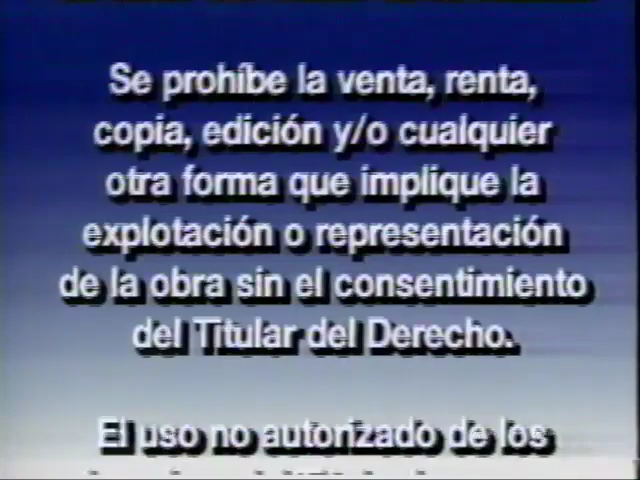 Se prohíbe la venta, renta,
copia, edición y/o cualquier
otra forma que implique la
explotación o representación
de la obra sin el consentimiento
del Titular del Derecho.
El uso no autorizado de los